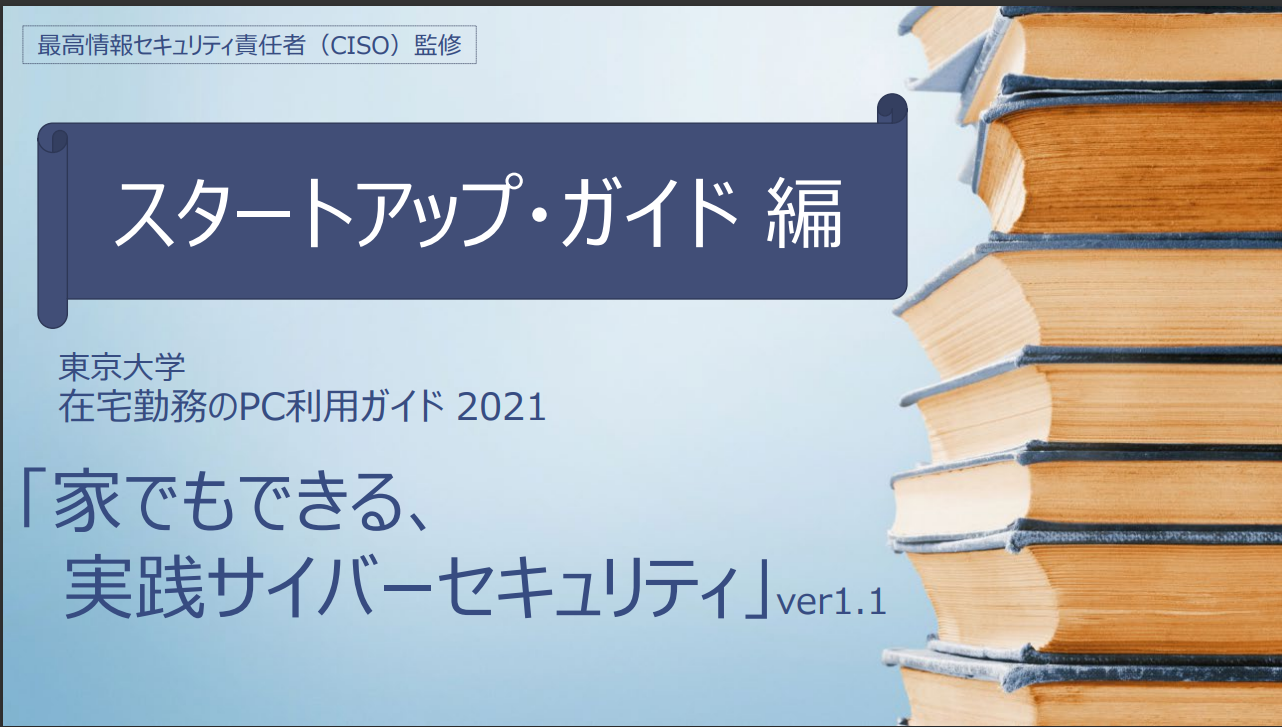 最高情報セキュリティ責任者（CISO）監修
スタートアップ・ガイド 編
東京大学
在宅勤務のPC利用ガイド 2021
「家でもできる、
実践サイバーセキュリティ」ver1.1